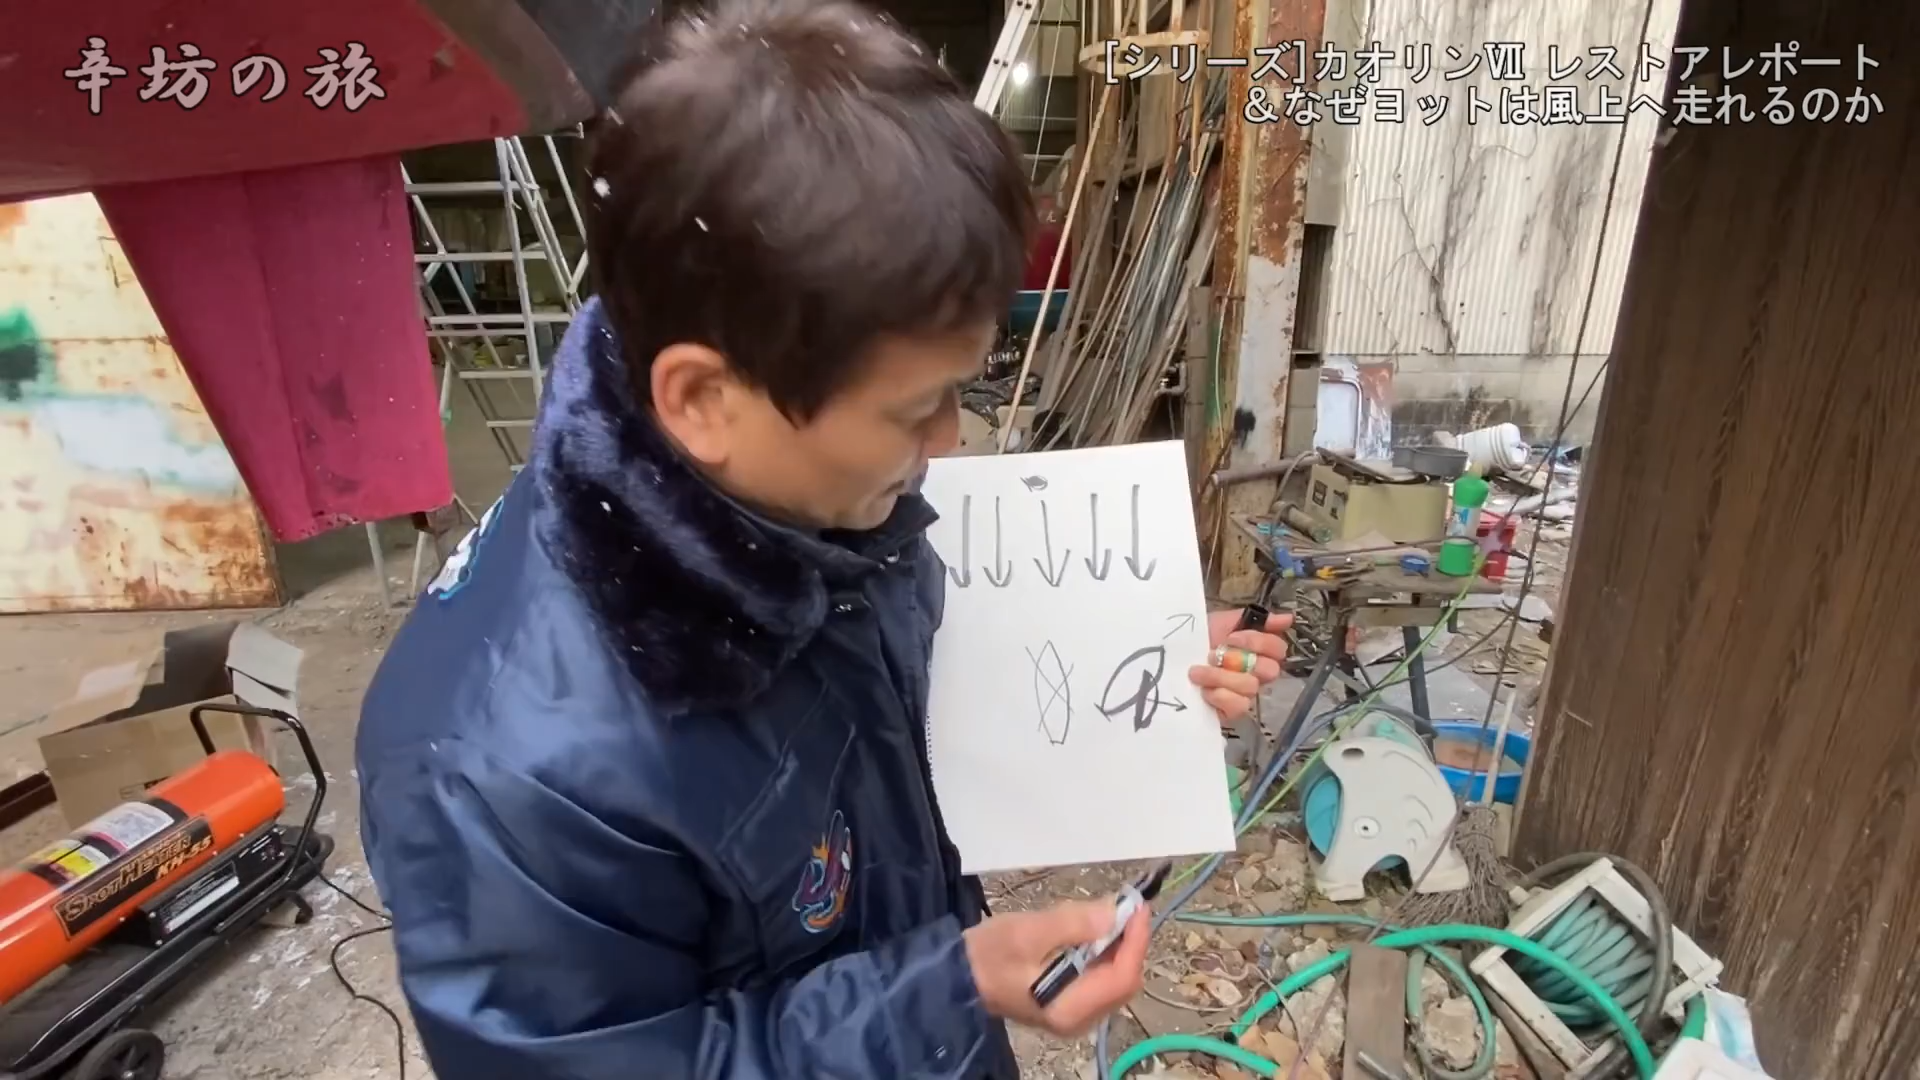 辛坊の旅
[シリーズ]カオリンⅦ レストアレポート
&なぜヨットは風上へ走れるのか
SPOT HEATER
KH-55